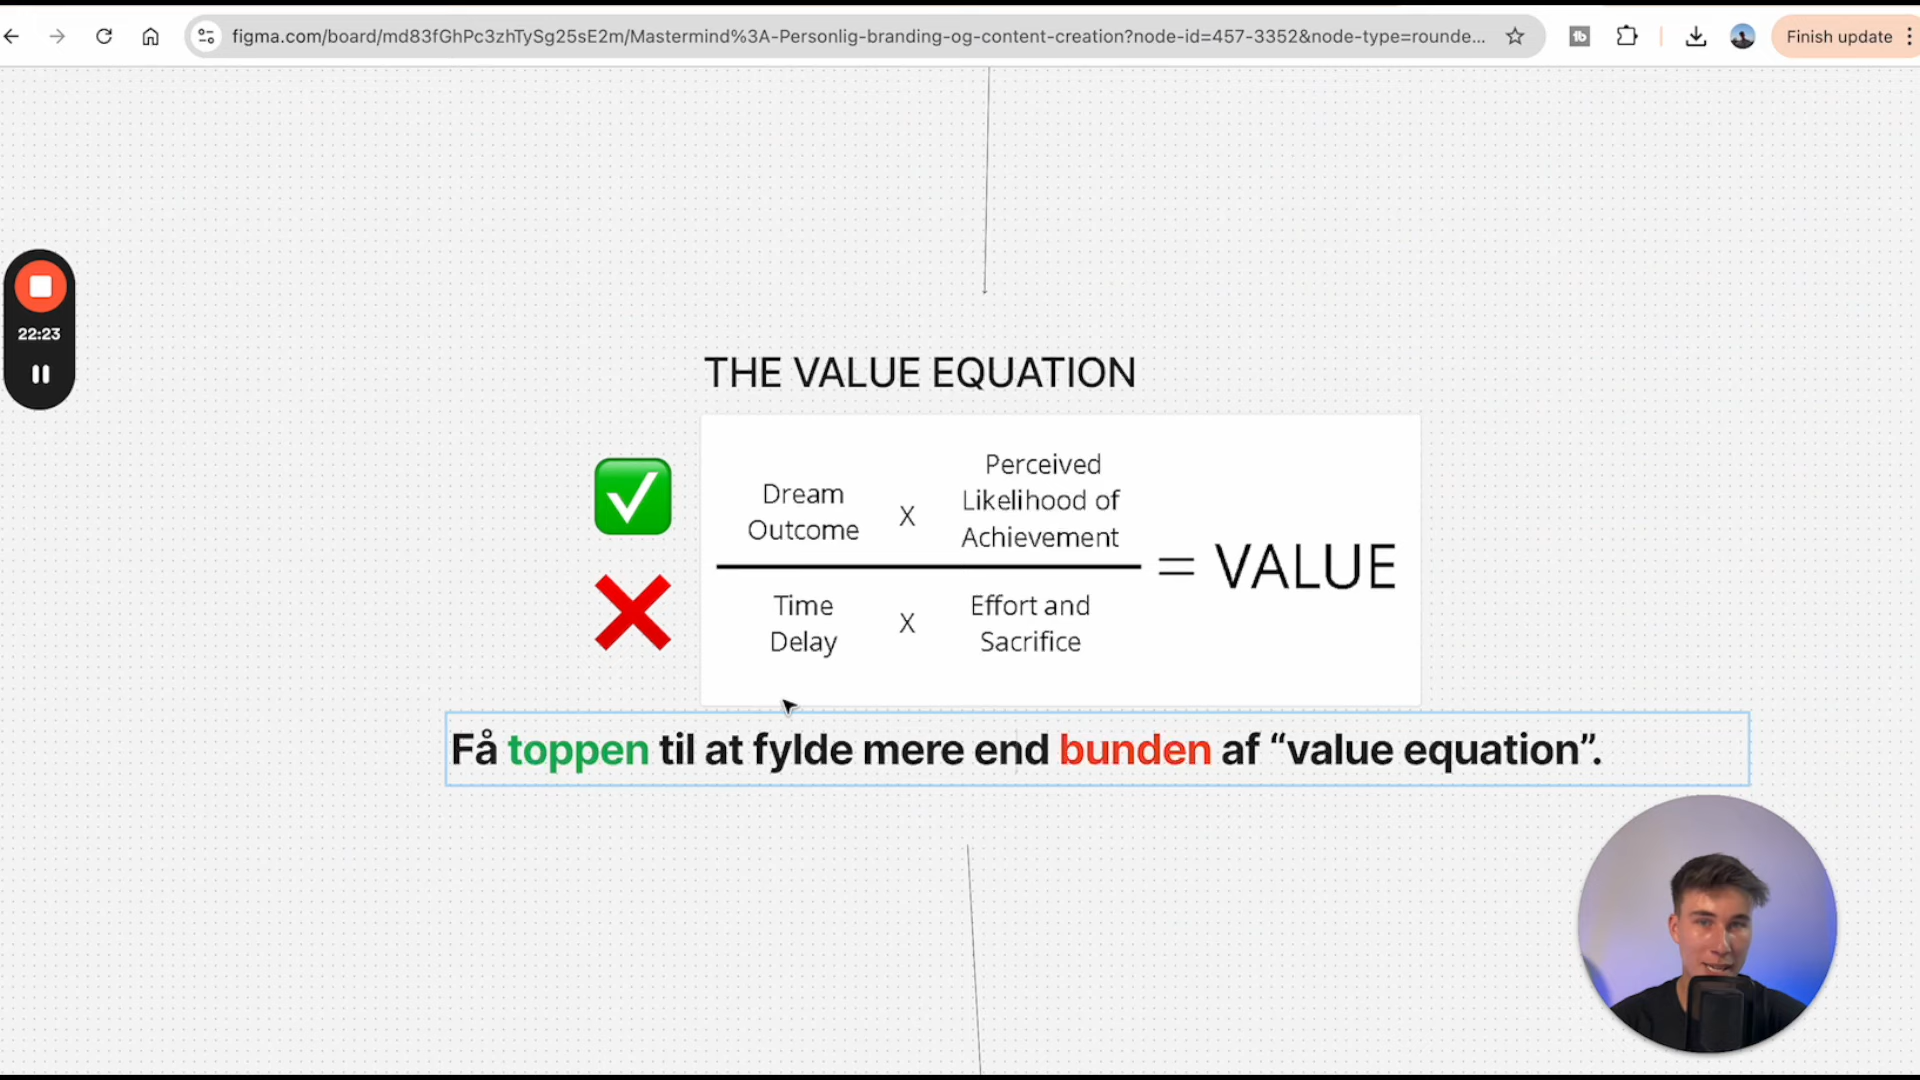 figma.com/board/md83fGhPc3zhTySg25sE2m/Mastermind%3A-Personlig-branding-og-content-creation?node-id=457-3352&node-type=rounde...
Finish update
22:23
THE VALUE EQUATION
Dream
Outcome
X
Perceived
Likelihood of
Achievement
= VALUE
Time
Delay
X
Effort and
Sacrifice
Få toppen til at fylde mere end bunden af “value equation”.